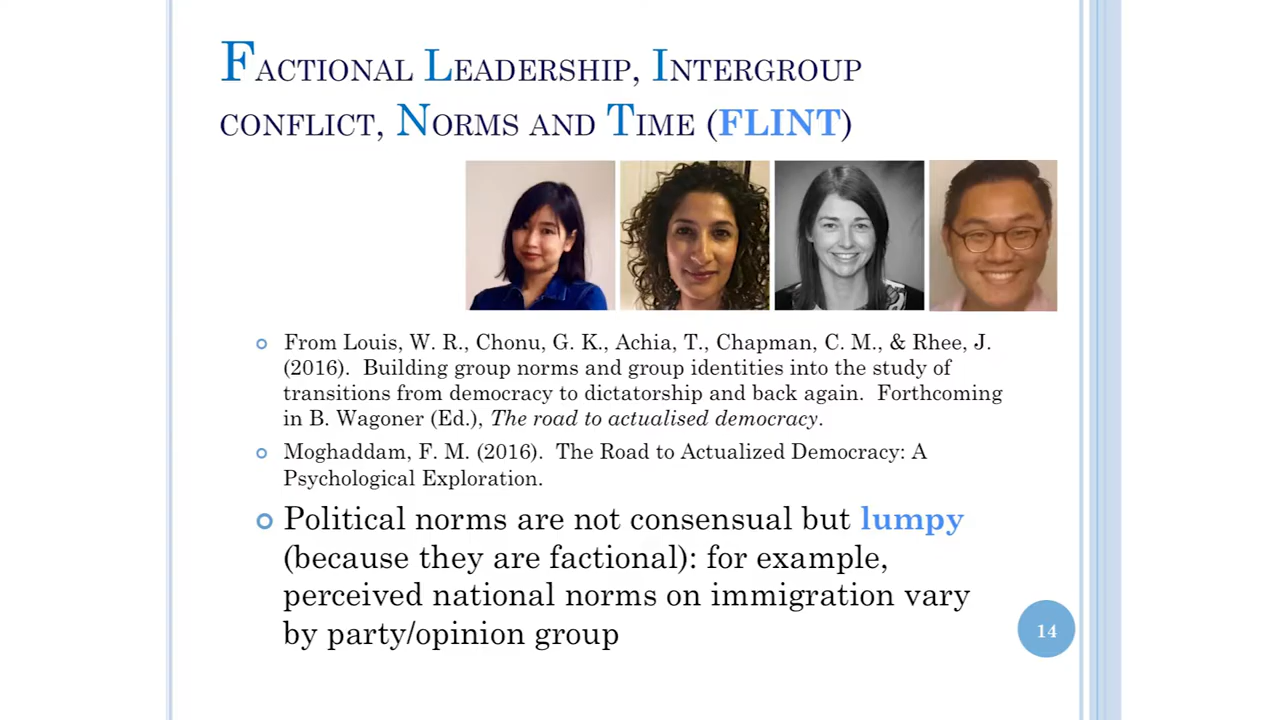 FACTIONAL LEADERSHIP, INTERGROUP
CONFLICT, NORMS AND TIME (FLINT)
From Louis, W. R., Chonu, G. K., Achia, T., Chapman, C. M., & Rhee, J.
(2016). Building group norms and group identities into the study of
transitions from democracy to dictatorship and back again. Forthcoming
in B. Wagoner (Ed.), The road to actualised democracy.
Moghaddam, F. M. (2016). The Road to Actualized Democracy: A
Psychological Exploration.
Political norms are not consensual but lumpy
(because they are factional): for example,
perceived national norms on immigration vary
by party/opinion group
14